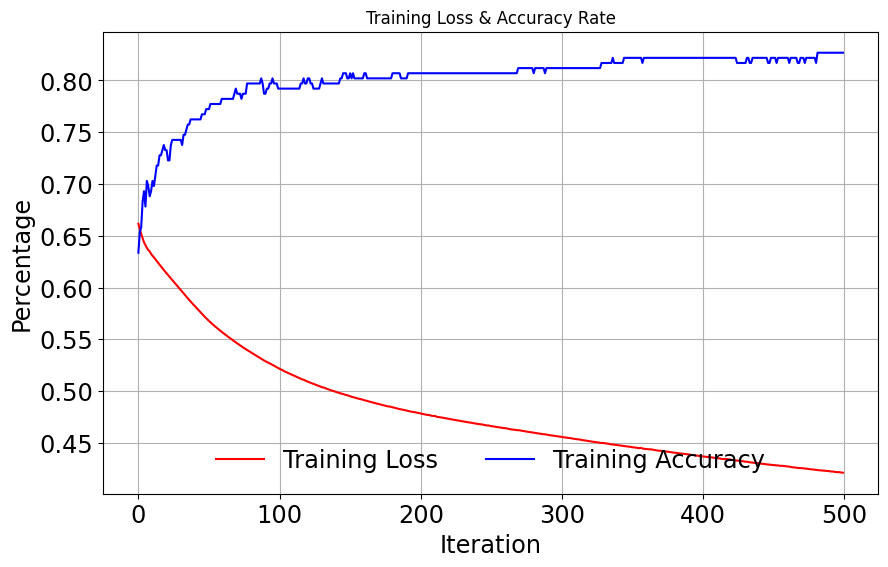 Training Loss & Accuracy Rate
Percentage
0.80
0.75
0.70
0.65
0.60
0.55
0.50
0.45
Training Loss
Training Accuracy
0 100 200 300 400 500
Iteration